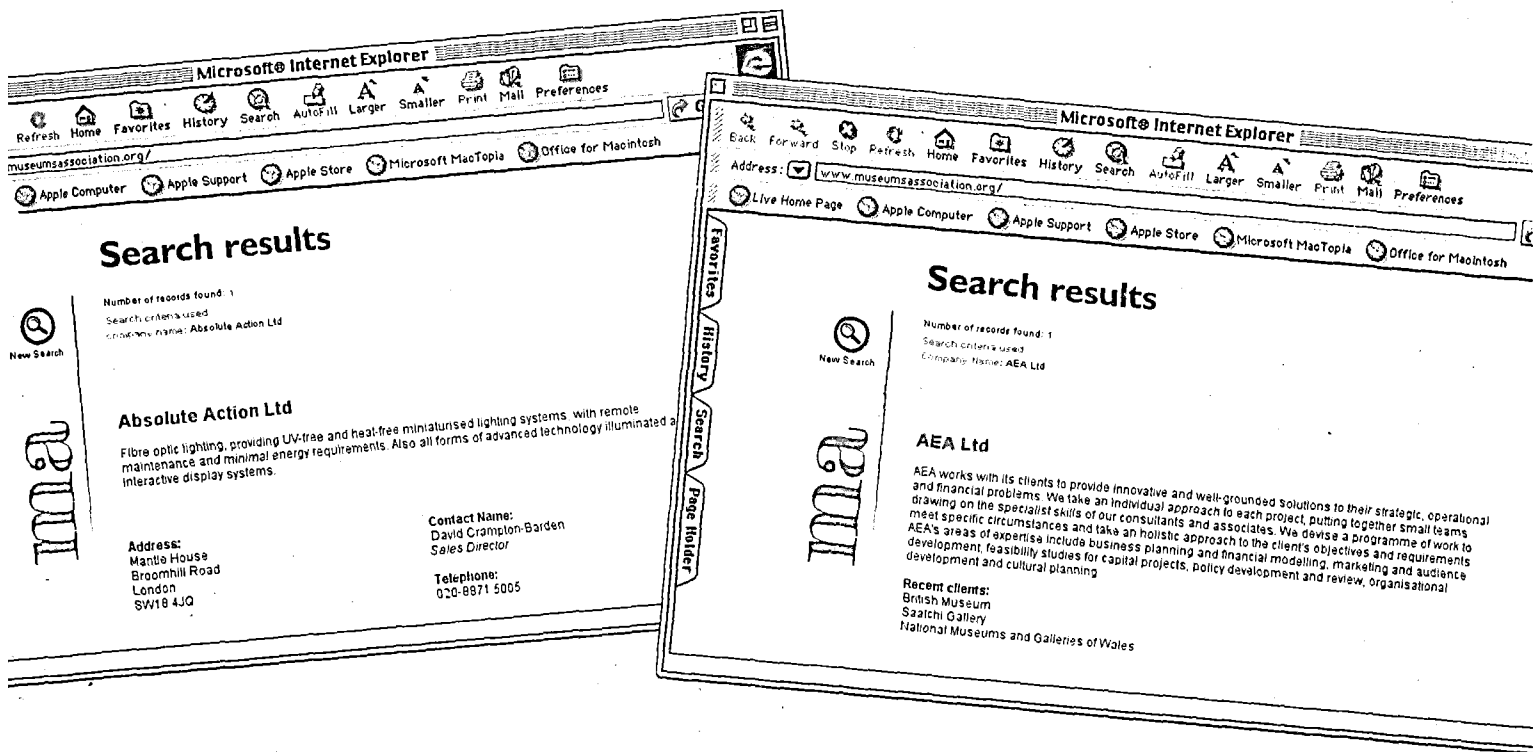 Microsoft® Internet Explorer
Refresh Home Favorites History Search AutoFill Larger Smaller Print Mail Preferences
museumsassociation.org/
Apple Computer Apple Support Apple Store Microsoft MacTopia Office for Macintosh
Search results
Number of records found: 1
Search criteria used
company name: Absolute Action Ltd
New Search
ma
Absolute Action Ltd
Fibre optic lighting, providing UV-free and heat-free miniaturised lighting systems, with remote
maintenance and minimal energy requirements. Also all forms of advanced technology illuminated a
interactive display systems.
Address:
Mantle House
Broomhill Road
London
SW18 4JQ
Contact Name:
David Crampton-Barden
Sales Director
Telephone:
020-8871 5005
Microsoft® Internet Explorer
Back Forward Stop Refresh Home Favorites History Search AutoFill Larger Smaller Print Mail Preferences
Address: www.museumsassociation.org/
Live Home Page Apple Computer Apple Support Apple Store Microsoft MacTopia Office for Macintosh
Favorites
History
Search
Page Holder
Search results
Number of records found: 1
Search criteria used
Company Name: AEA Ltd
New Search
ma
AEA Ltd
AEA works with its clients to provide innovative and well-grounded solutions to their strategic, operational
and financial problems. We take an individual approach to each project, putting together small teams
drawing on the specialist skills of our consultants and associates. We devise a programme of work to
meet specific circumstances and take an holistic approach to the client's objectives and requirements
AEA's areas of expertise include business planning and financial modelling, marketing and audience
development, feasibility studies for capital projects, policy development and review, organisational
development and cultural planning
Recent clients:
British Museum
Saatchi Gallery
National Museums and Galleries of Wales